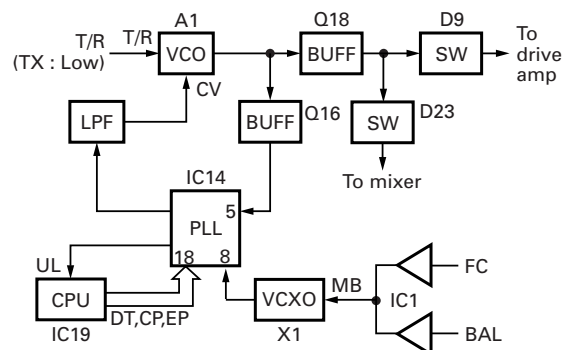 A1
Q18
D9
T/R
(TX : Low)
T/R
VCO
BUFF
SW
To
drive
amp
CV
LPF
BUFF
Q16
SW
D23
To mixer
IC14
5
PLL
18
8
UL
CPU
IC19
DT,CP,EP
VCXO
X1
MB
IC1
FC
BAL